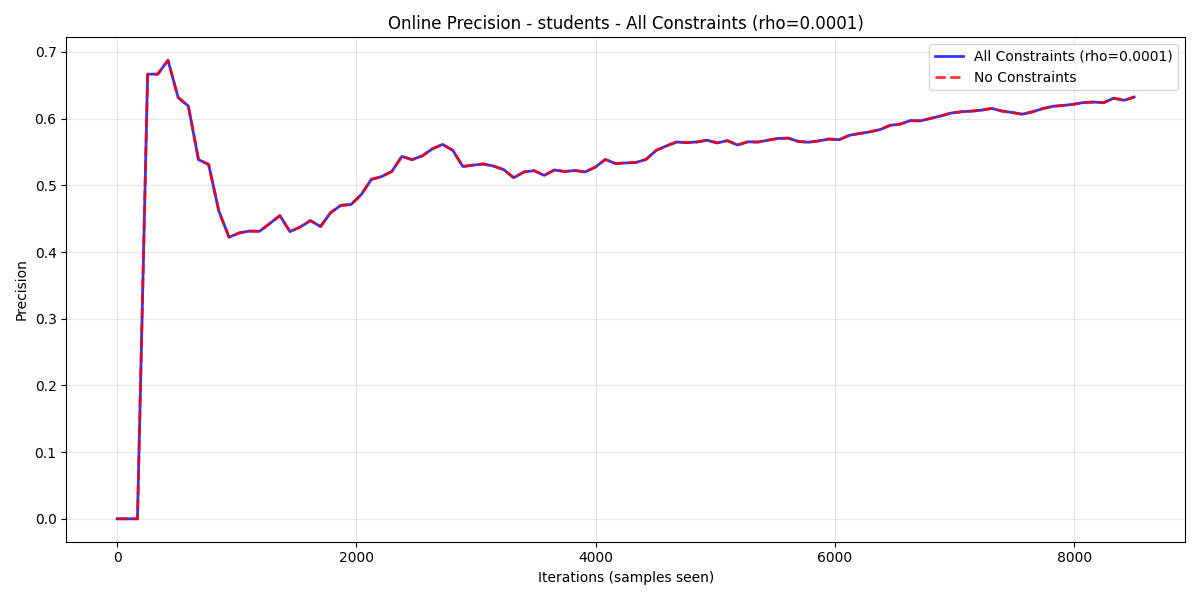 Online Precision - students - All Constraints (rho=0.0001)
All Constraints (rho=0.0001)
No Constraints
Precision
0.7
0.6
0.5
0.4
0.3
0.2
0.1
0.0
0
2000
4000
6000
8000
Iterations (samples seen)